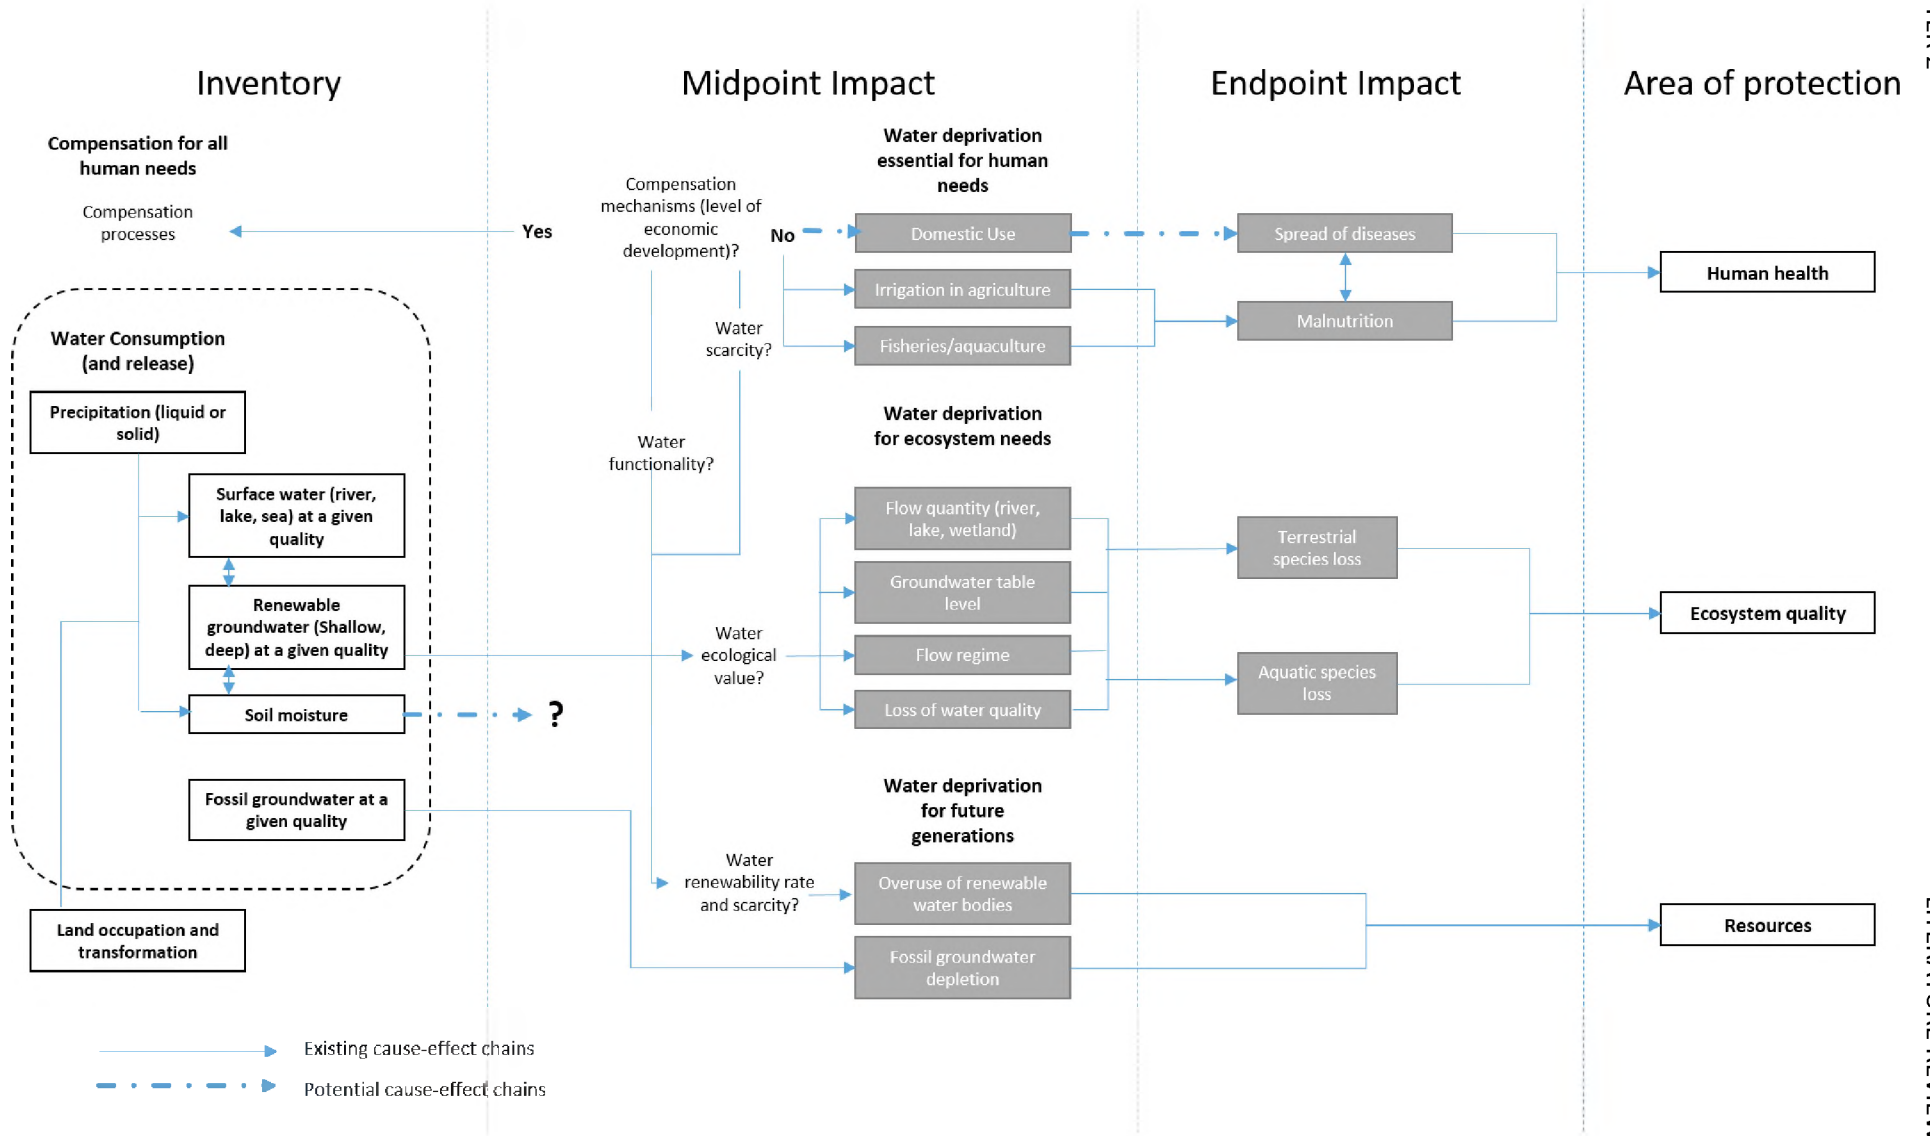 Inventory
Midpoint Impact
Endpoint Impact
Area of protection
Compensation for all
human needs
Compensation
processes
Yes
Compensation
mechanisms (level of
economic
development)?
No
Water deprivation
essential for human
needs
Domestic Use
Irrigation in agriculture
Fisheries/aquaculture
Spread of diseases
Malnutrition
Human health
Water
scarcity?
Water
functionality?
Water Consumption
(and release)
Precipitation (liquid or
solid)
Surface water (river,
lake, sea) at a given
quality
Renewable
groundwater (Shallow,
deep) at a given quality
Soil moisture
?
Fossil groundwater at a
given quality
Land occupation and
transformation
Water deprivation
for ecosystem needs
Water
ecological
value?
Flow quantity (river,
lake, wetland)
Groundwater table
level
Flow regime
Loss of water quality
Terrestrial
species loss
Aquatic species
loss
Ecosystem quality
Water deprivation
for future
generations
Water
renewability rate
and scarcity?
Overuse of renewable
water bodies
Fossil groundwater
depletion
Resources
Existing cause-effect chains
Potential cause-effect chains